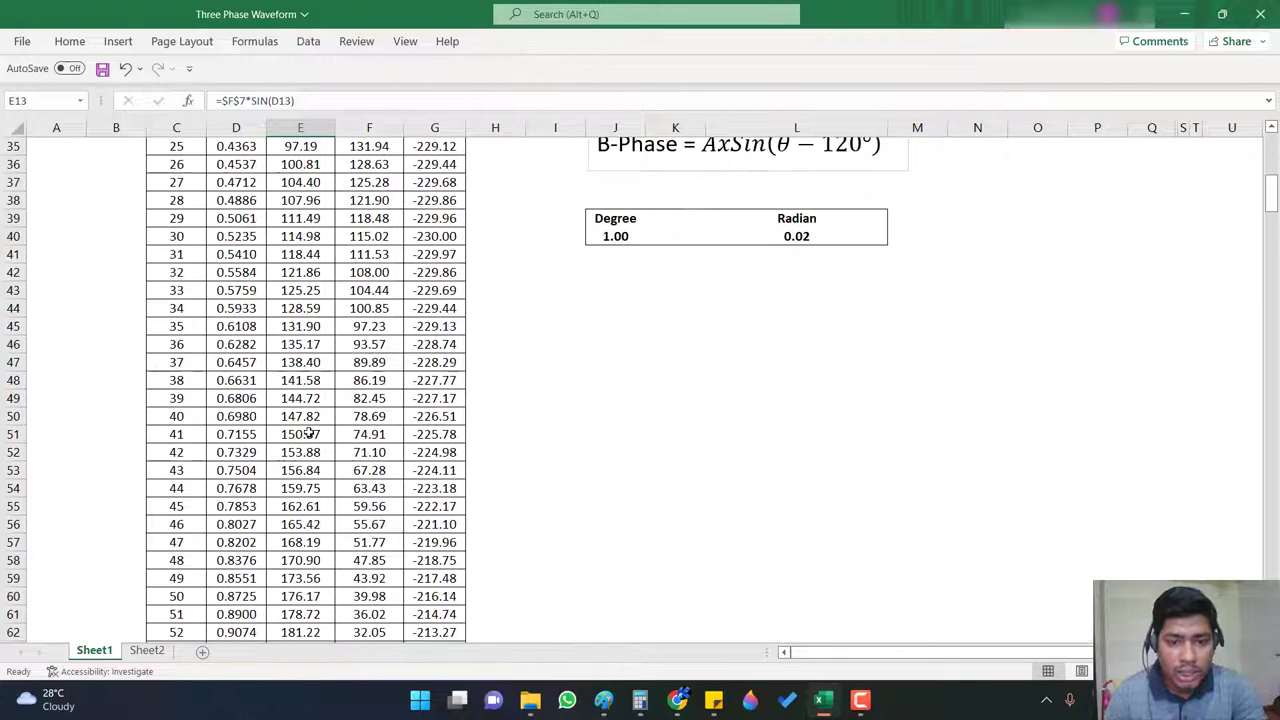 Three Phase Waveform
Search (Alt+Q)
File Home Insert Page Layout Formulas Data Review View Help
Comments Share
AutoSave Off
E13 fx =$F$7*SIN(D13)
A B C D E F G H I J K L M N O P Q S T U
35 25 0.4363 97.19 131.94 -229.12
B-Phase = AxSin(θ − 120⁰)
36 26 0.4537 100.81 128.63 -229.44
37 27 0.4712 104.40 125.28 -229.68
38 28 0.4886 107.96 121.90 -229.86
39 29 0.5061 111.49 118.48 -229.96 Degree Radian
40 30 0.5235 114.98 115.02 -230.00 1.00 0.02
41 31 0.5410 118.44 111.53 -229.97
42 32 0.5584 121.86 108.00 -229.86
43 33 0.5759 125.25 104.44 -229.69
44 34 0.5933 128.59 100.85 -229.44
45 35 0.6108 131.90 97.23 -229.13
46 36 0.6282 135.17 93.57 -228.74
47 37 0.6457 138.40 89.89 -228.29
48 38 0.6631 141.58 86.19 -227.77
49 39 0.6806 144.72 82.45 -227.17
50 40 0.6980 147.82 78.69 -226.51
51 41 0.7155 74.91 -225.78
52 42 0.7329 153.88 71.10 -224.98
53 43 0.7504 156.84 67.28 -224.11
54 44 0.7678 159.75 63.43 -223.18
55 45 0.7853 162.61 59.56 -222.17
56 46 0.8027 165.42 55.67 -221.10
57 47 0.8202 168.19 51.77 -219.96
58 48 0.8376 170.90 47.85 -218.75
59 49 0.8551 173.56 43.92 -217.48
60 50 0.8725 176.17 39.98 -216.14
61 51 0.8900 178.72 36.02 -214.74
62 52 0.9074 181.22 32.05 -213.27
Sheet1 Sheet2
Ready Accessibility: Investigate
28°C
Cloudy